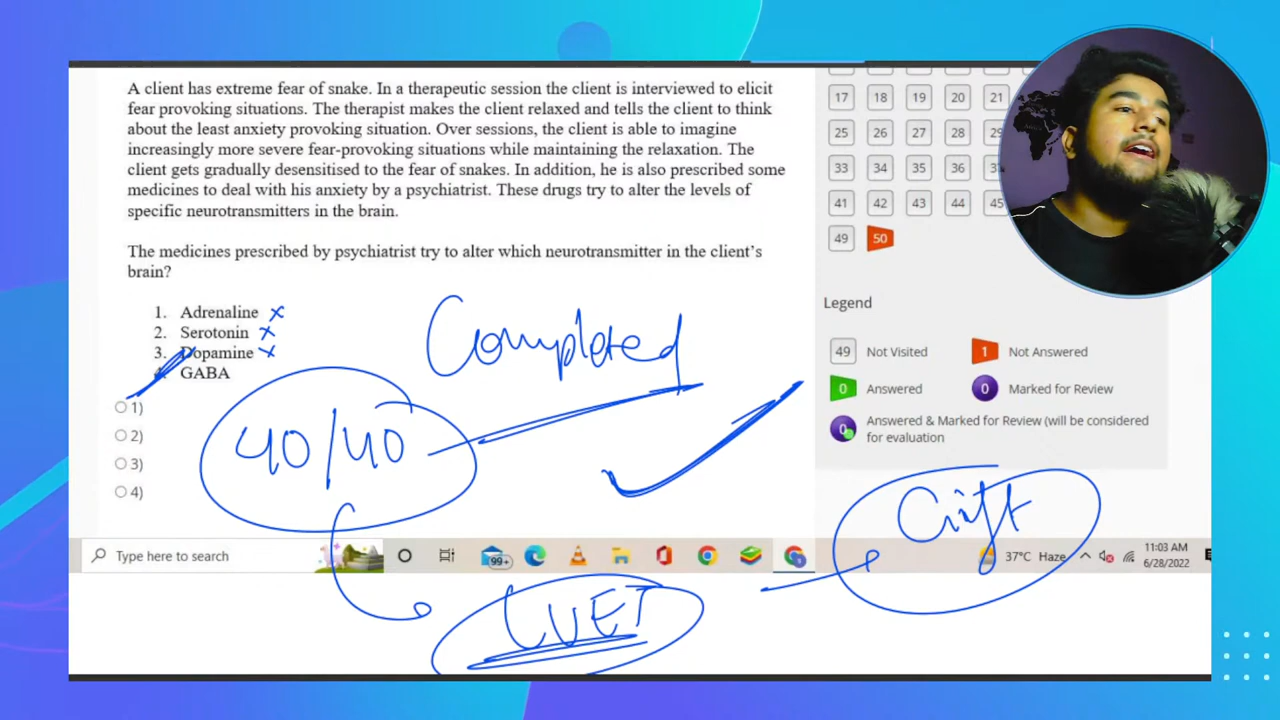 A client has extreme fear of snake. In a therapeutic session the client is interviewed to elicit
fear provoking situations. The therapist makes the client relaxed and tells the client to think
about the least anxiety provoking situation. Over sessions, the client is able to imagine
increasingly more severe fear-provoking situations while maintaining the relaxation. The
client gets gradually desensitised to the fear of snakes. In addition, he is also prescribed some
medicines to deal with his anxiety by a psychiatrist. These drugs try to alter the levels of
specific neurotransmitters in the brain.
The medicines prescribed by psychiatrist try to alter which neurotransmitter in the client's
brain?
1. Adrenaline x
2. Serotonin x
3. Dopamine x
GABA
1)
2)
3)
4)
Completed
40/40
CUET
Gift
17 18 19 20 21
25 26 27 28 29
33 34 35 36
41 42 43 44 45
49 50
Legend
49 Not Visited
1 Not Answered
0 Answered
0 Marked for Review
0 Answered & Marked for Review (will be considered
for evaluation
Type here to search
99+
37°C Haze
11:03 AM
6/28/2022